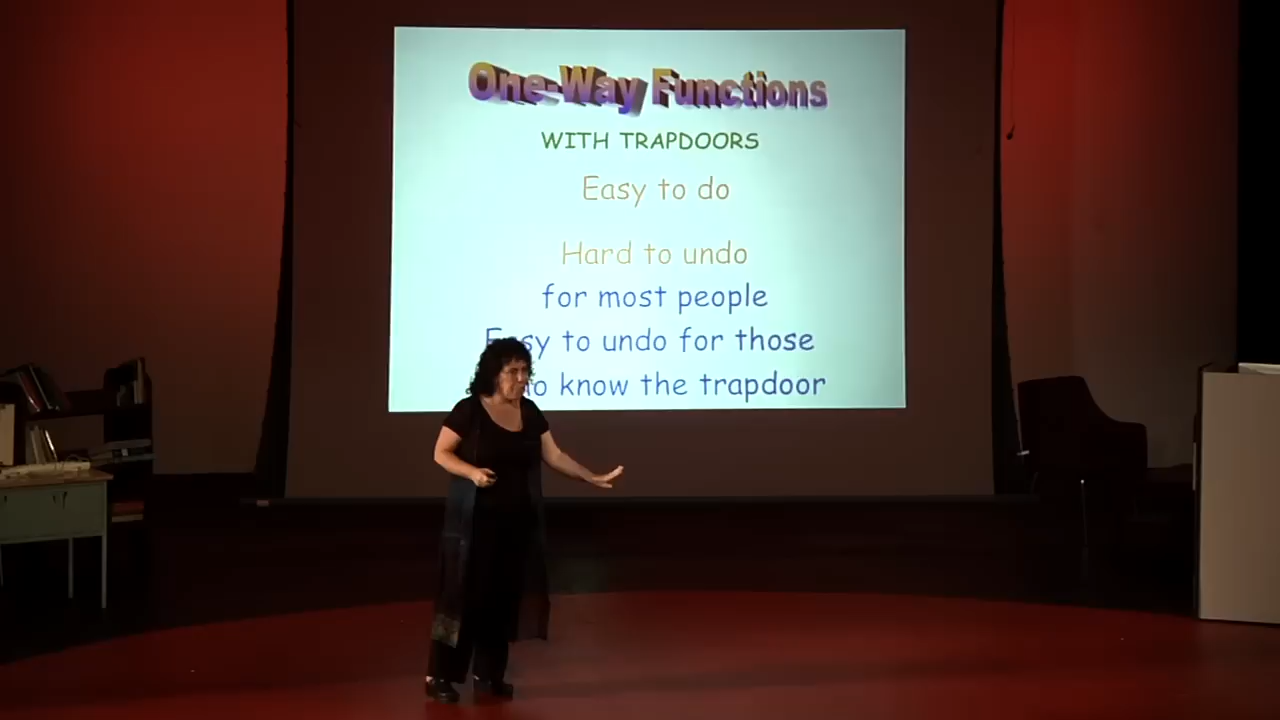 One-Way Functions
WITH TRAPDOORS
Easy to do
Hard to undo
for most people
Easy to undo for those
know the trapdoor